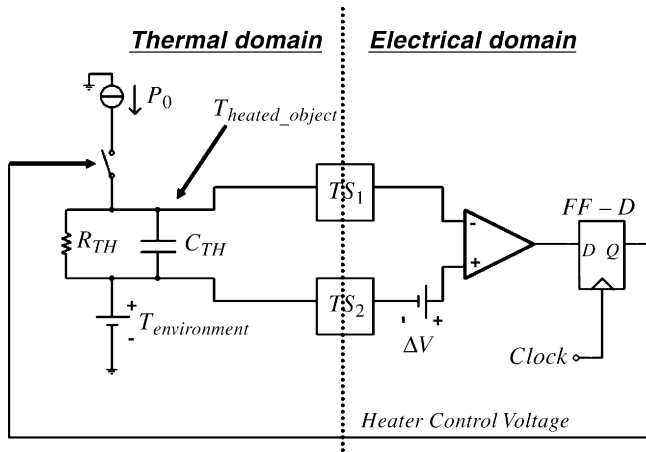 Thermal domain
Electrical domain
P0
Theated_object
TS1
FF – D
RTH
CTH
-
+
D Q
+
-
Tenvironment
TS2
' +
ΔV
Clock
Heater Control Voltage